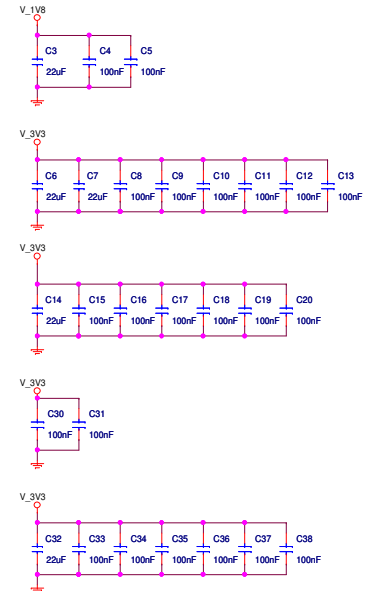 V_1V8
C3 C4 C5
22uF 100nF 100nF
V_3V3
C6 C7 C8 C9 C10 C11 C12 C13
22uF 22uF 100nF 100nF 100nF 100nF 100nF 100nF
V_3V3
C14 C15 C16 C17 C18 C19 C20
22uF 100nF 100nF 100nF 100nF 100nF 100nF
V_3V3
C30 C31
100nF 100nF
V_3V3
C32 C33 C34 C35 C36 C37 C38
22uF 100nF 100nF 100nF 100nF 100nF 100nF